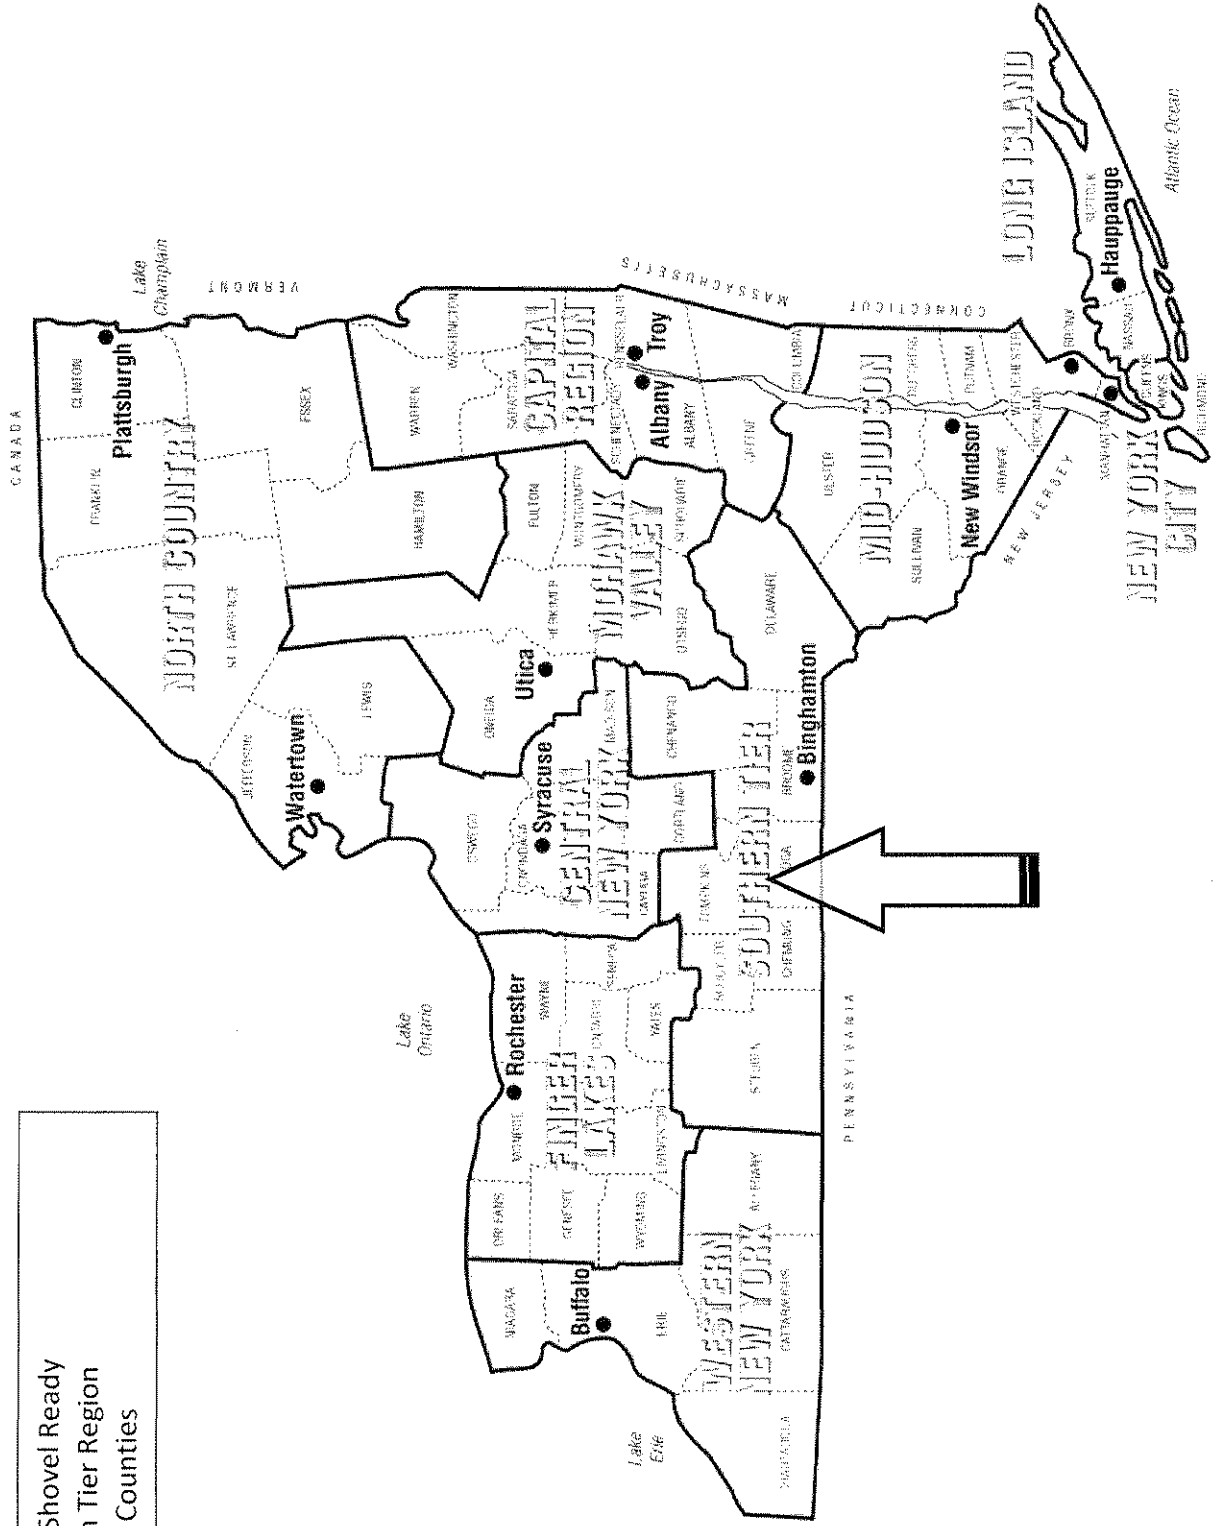 Shovel Ready
n Tier Region
Counties
CANADA
CLINTON
Plattsburgh
Lake
Champlain
FRANKLIN
NORTH COUNTRY
ST. LAWRENCE
ESSEX
VERMONT
JEFFERSON
Watertown
LEWIS
HAMILTON
WARREN
WASHINGTON
SARATOGA
CAPITAL
REGION
FULTON
MONTGOMERY
HERKIMER
MOHAWK
VALLEY
Utica
ONEIDA
OSWEGO
ONONDAGA
Syracuse
CENTRAL
NEW YORK
MADISON
CAYUGA
CORTLAND
SCHENECTADY
RENSSELAER
Troy
Albany
ALBANY
SCHOHARIE
OTSEGO
GREENE
COLUMBIA
MASSACHUSETTS
Lake
Ontario
Rochester
MONROE
WAYNE
FINGER
LAKES
ONTARIO
SENECA
YATES
LIVINGSTON
ORLEANS
GENESEE
WYOMING
NIAGARA
Buffalo
ERIE
Lake
Erie
WESTERN
NEW YORK
CHAUTAUQUA
CATTARAUGUS
ALLEGANY
STEUBEN
SCHUYLER
TOMPKINS
CHEMUNG
SOUTHERN TIER
BROOME
CHENANGO
Binghamton
DELAWARE
PENNSYLVANIA
ULSTER
DUTCHESS
MID-HUDSON
SULLIVAN
New Windsor
ORANGE
PUTNAM
WESTCHESTER
ROCKLAND
CONNECTICUT
NEW JERSEY
BRONX
MANHATTAN
NEW YORK
CITY
QUEENS
KINGS
RICHMOND
NASSAU
SUFFOLK
Hauppauge
LONG ISLAND
Atlantic Ocean